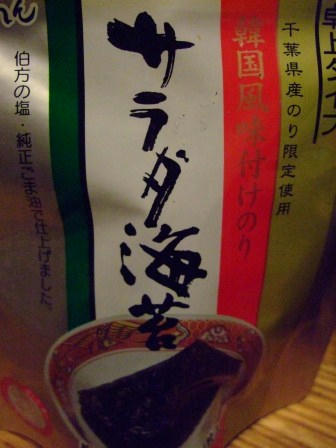 千葉県産のり限定使用
韓国風味付けのり
サラダ海苔
伯方の塩・純正ごま油で仕上げました。